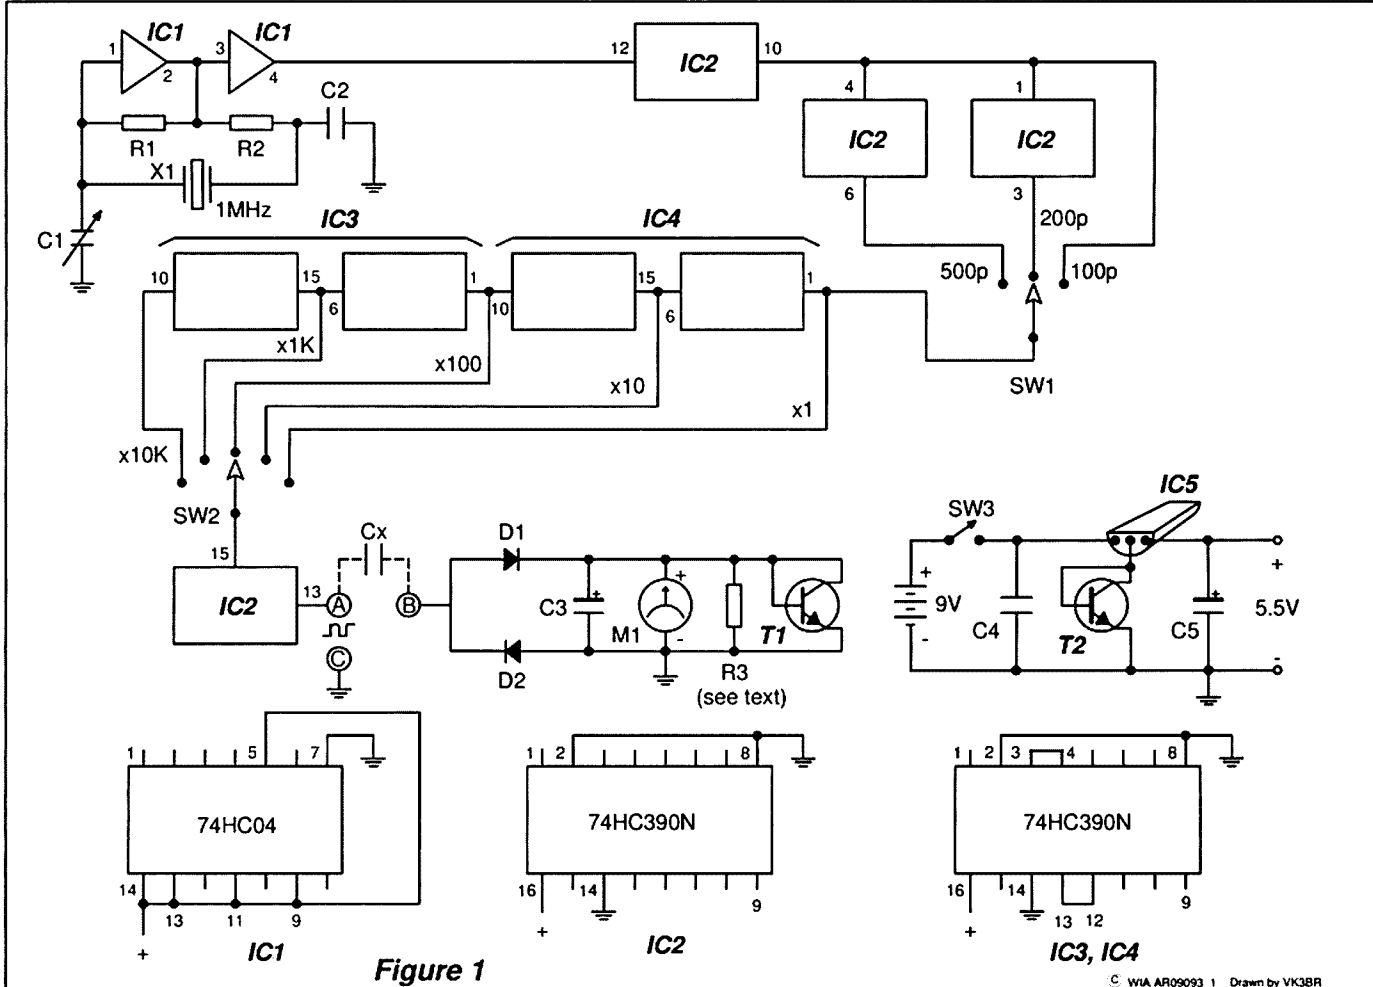 IC1 IC1
1 2 3 4 12 IC2 10
C2
4 1
R1 R2 IC2 IC2
X1
1MHz 6 3
IC3 IC4 200p
C1
10 15 6 1 10 15 6 1 500p 100p
x1K x100 x10 x1 SW1
x10K
SW2
15 Cx D1 SW3 IC5
IC2 13 A B C3 + M1 + - T1 + 9V - C4 T2 C5 + + 5.5V -
C D2 R3
(see text)
1 5 7 1 2 8 1 2 3 4 8
74HC04 74HC390N 74HC390N
14 13 11 9 16 14 9 16 14 13 12 9
+ + +
IC1 IC2 IC3, IC4
Figure 1
© WIA AR09093_1 Drawn by VK3BR